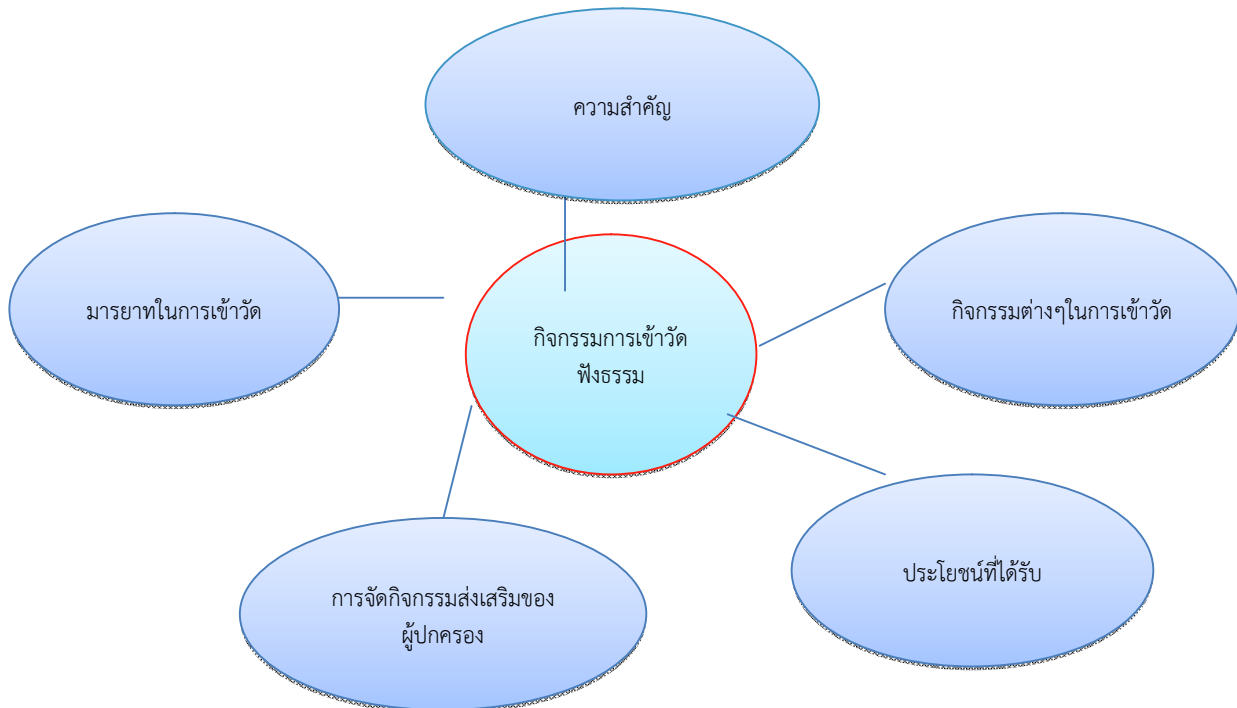 ความสำคัญ
มารยาทในการเข้าวัด
กิจกรรมต่างๆในการเข้าวัด
กิจกรรมการเข้าวัด
ฟังธรรม
ประโยชน์ที่ได้รับ
การจัดกิจกรรมส่งเสริมของ
ผู้ปกครอง